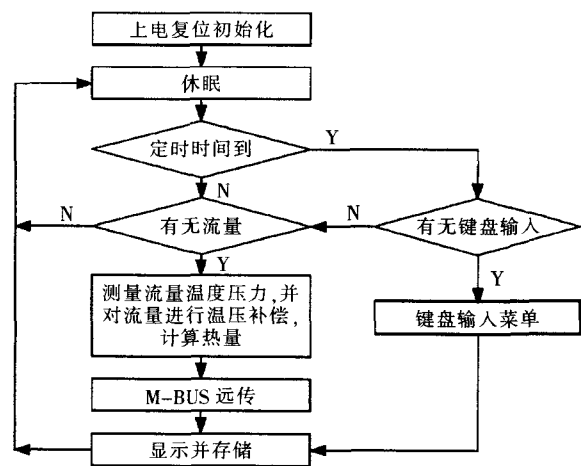 上电复位初始化
休眠
定时时间到
Y
N
有无流量
N
N
有无键盘输入
Y
Y
测量流量温度压力,并
对流量进行温压补偿,
计算热量
键盘输入菜单
M-BUS 远传
显示并存储